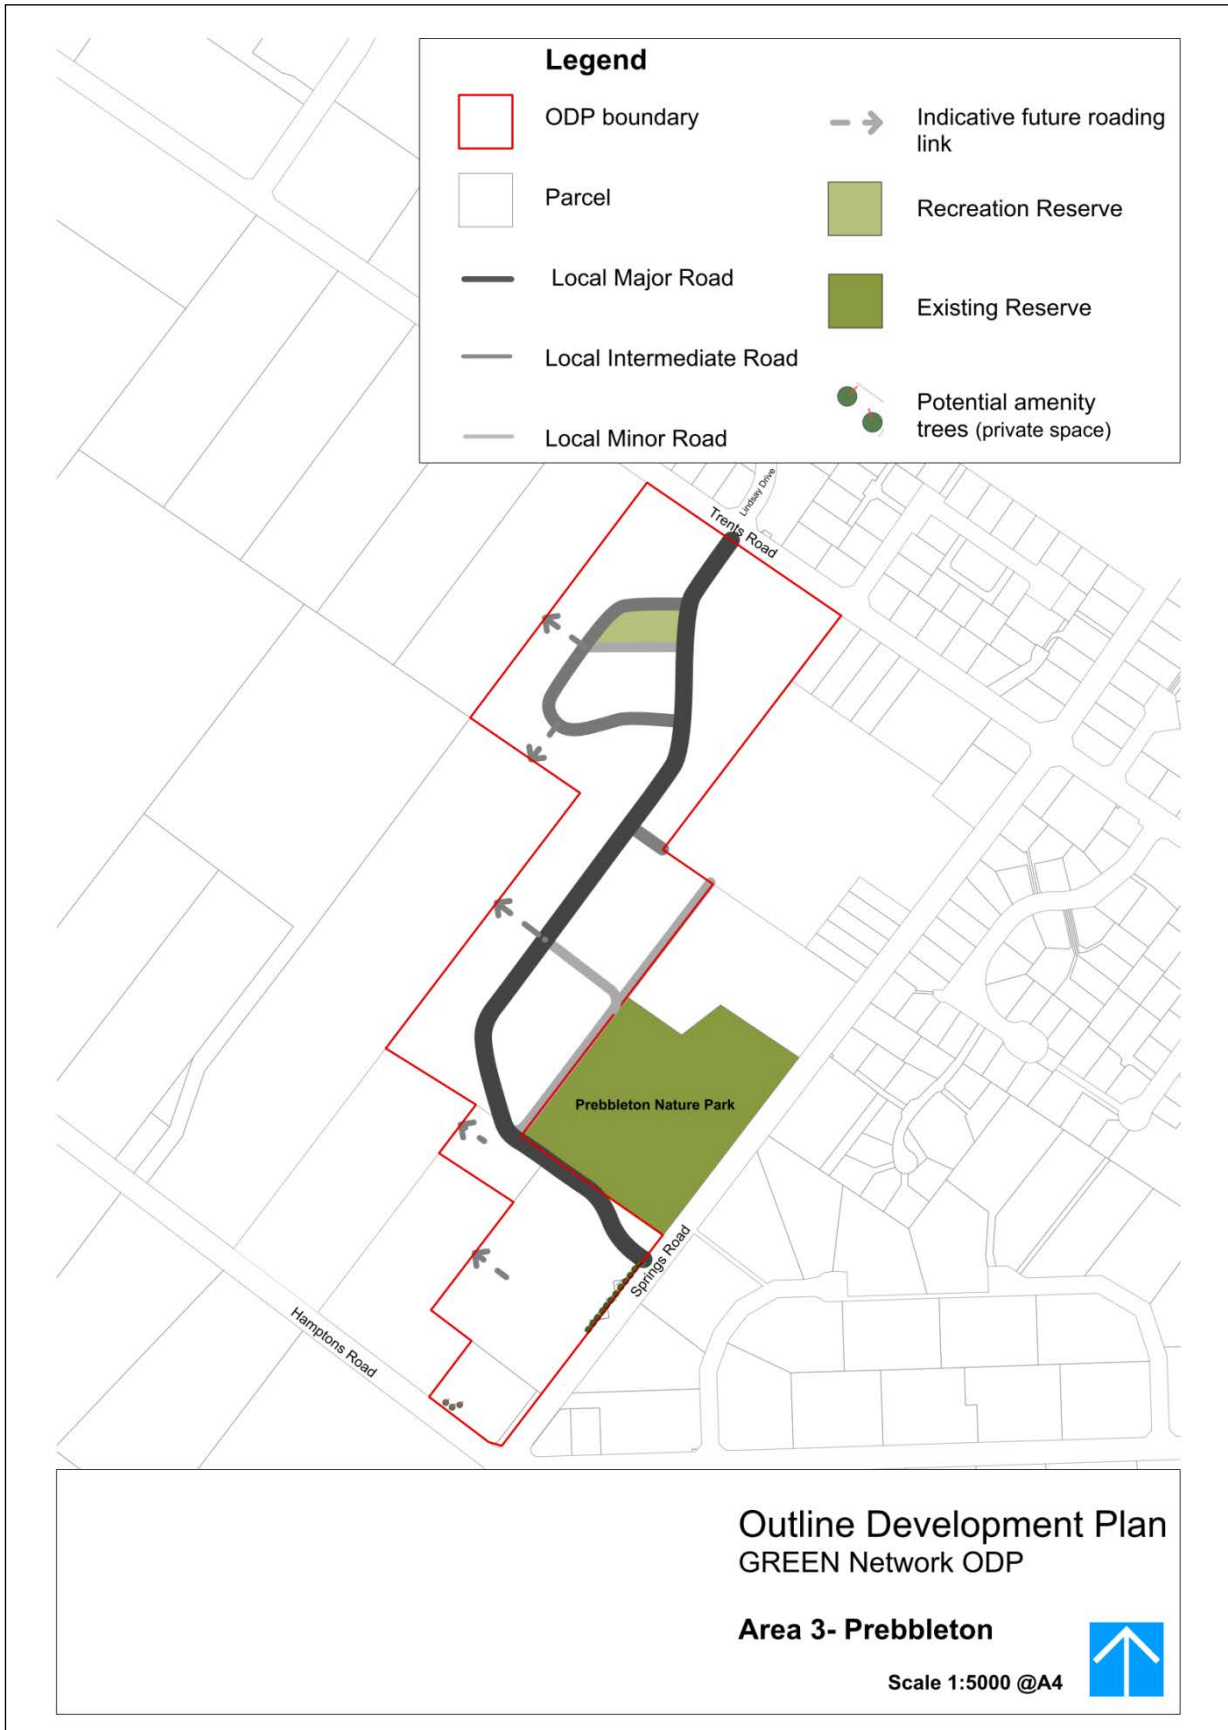 Legend
ODP boundary
Parcel
Local Major Road
Local Intermediate Road
Local Minor Road
Indicative future roading
link
Recreation Reserve
Existing Reserve
Potential amenity
trees (private space)
Lindsay Drive
Trents Road
Prebbleton Nature Park
Springs Road
Hamptons Road
Outline Development Plan
GREEN Network ODP
Area 3- Prebbleton
Scale 1:5000 @A4